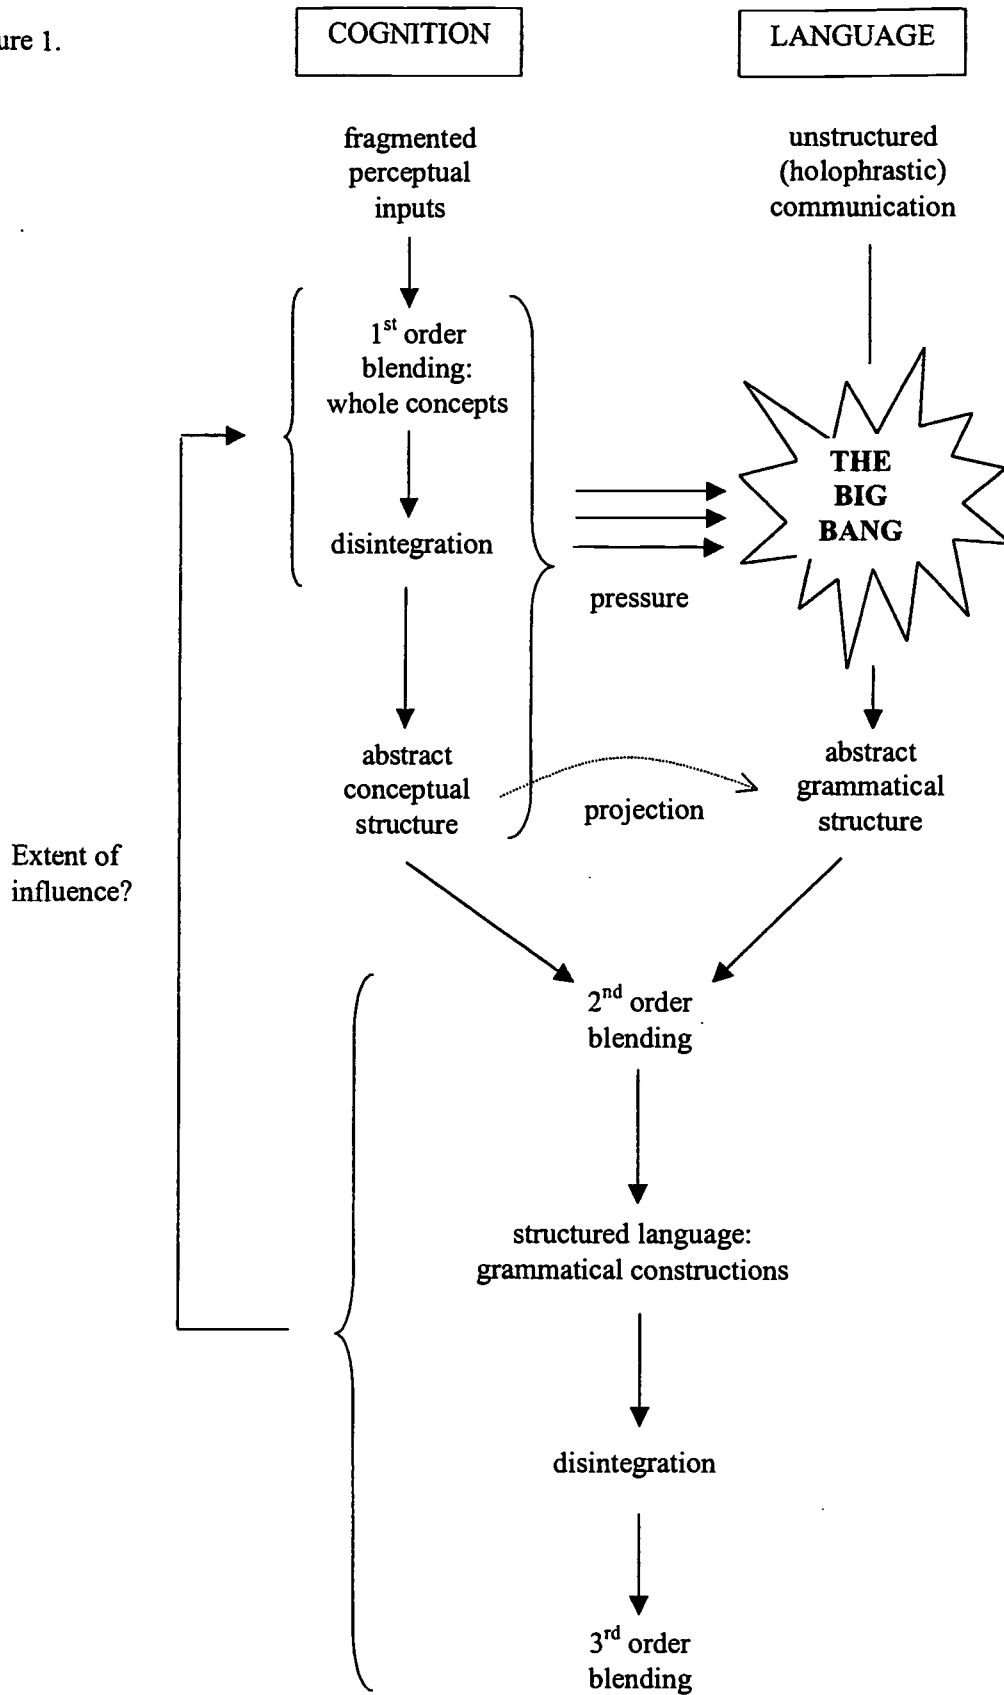 ure 1.
COGNITION
LANGUAGE
fragmented
perceptual
inputs
unstructured
(holophrastic)
communication
1st order
blending:
whole concepts
THE
BIG
BANG
disintegration
pressure
abstract
conceptual
structure
projection
abstract
grammatical
structure
Extent of
influence?
2nd order
blending
structured language:
grammatical constructions
disintegration
3rd order
blending